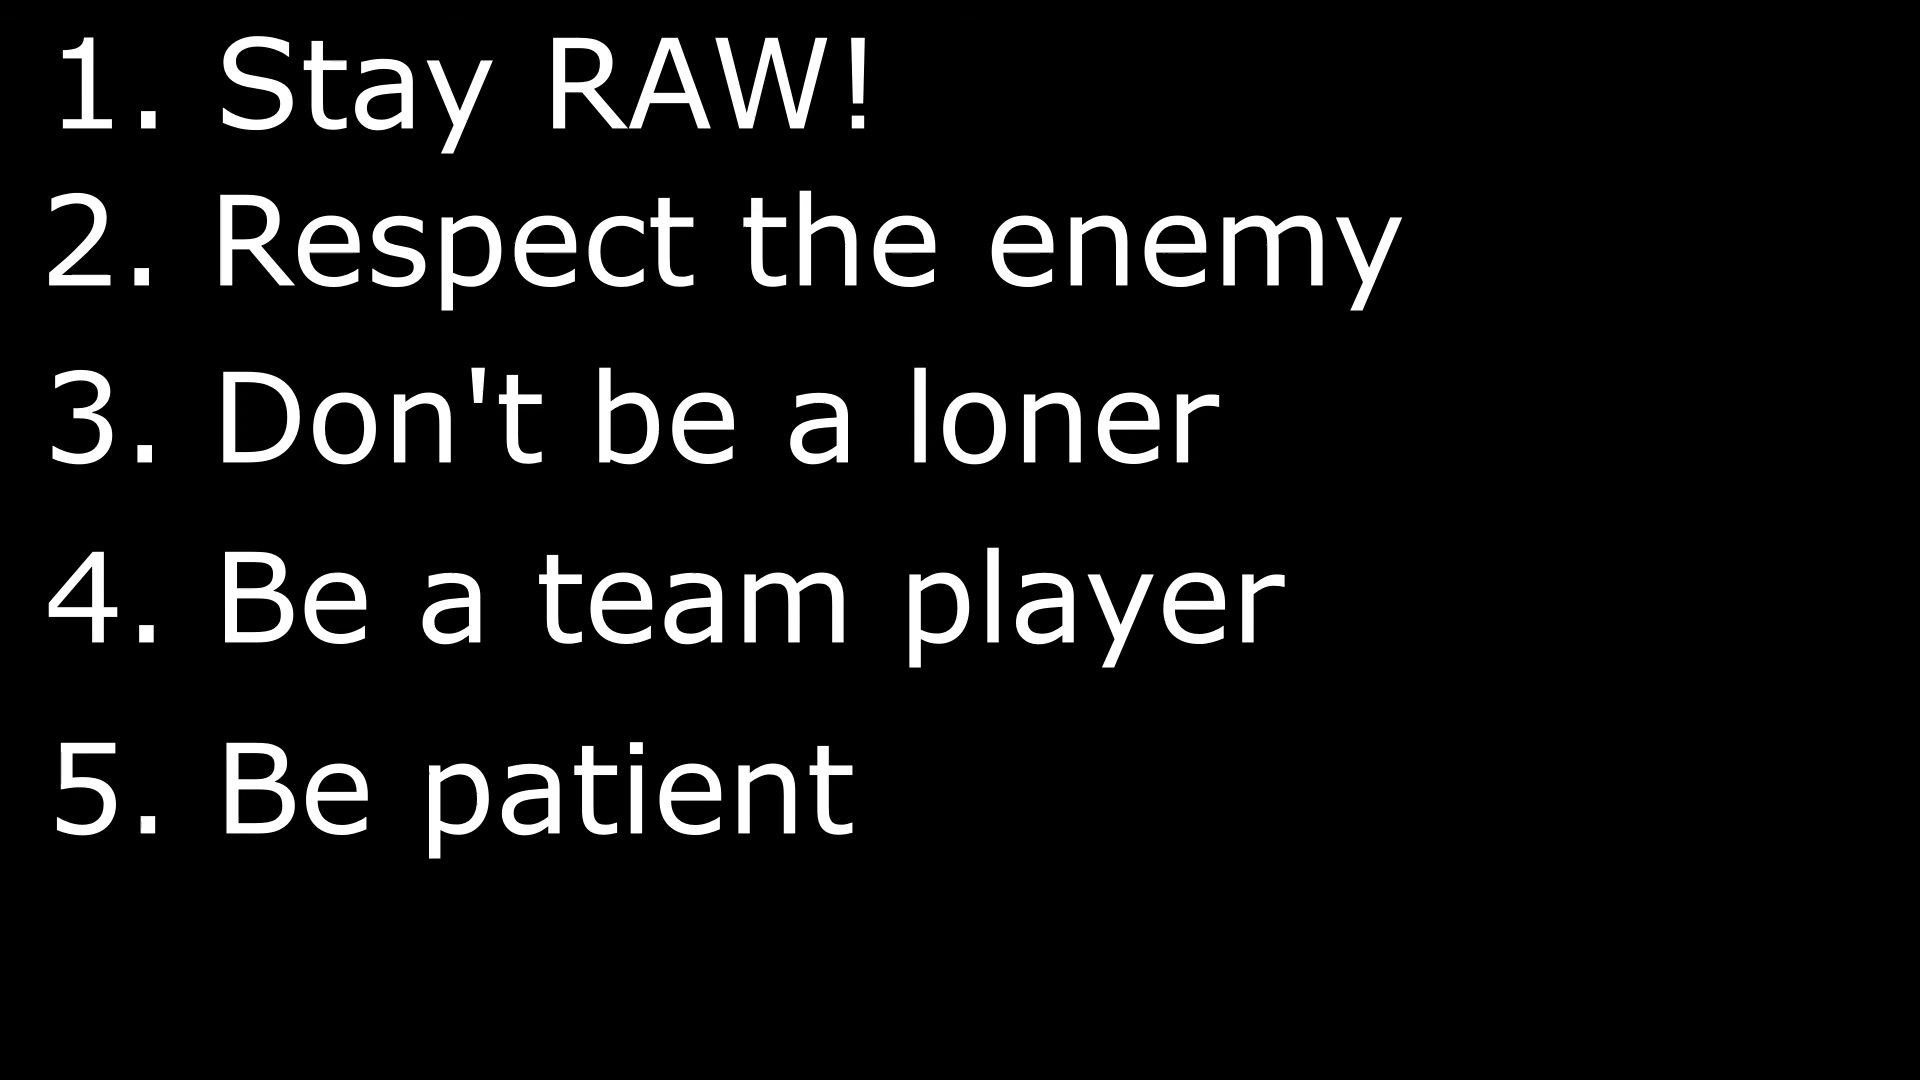 1. Stay RAW!
2. Respect the enemy
3. Don't be a loner
4. Be a team player
5. Be patient